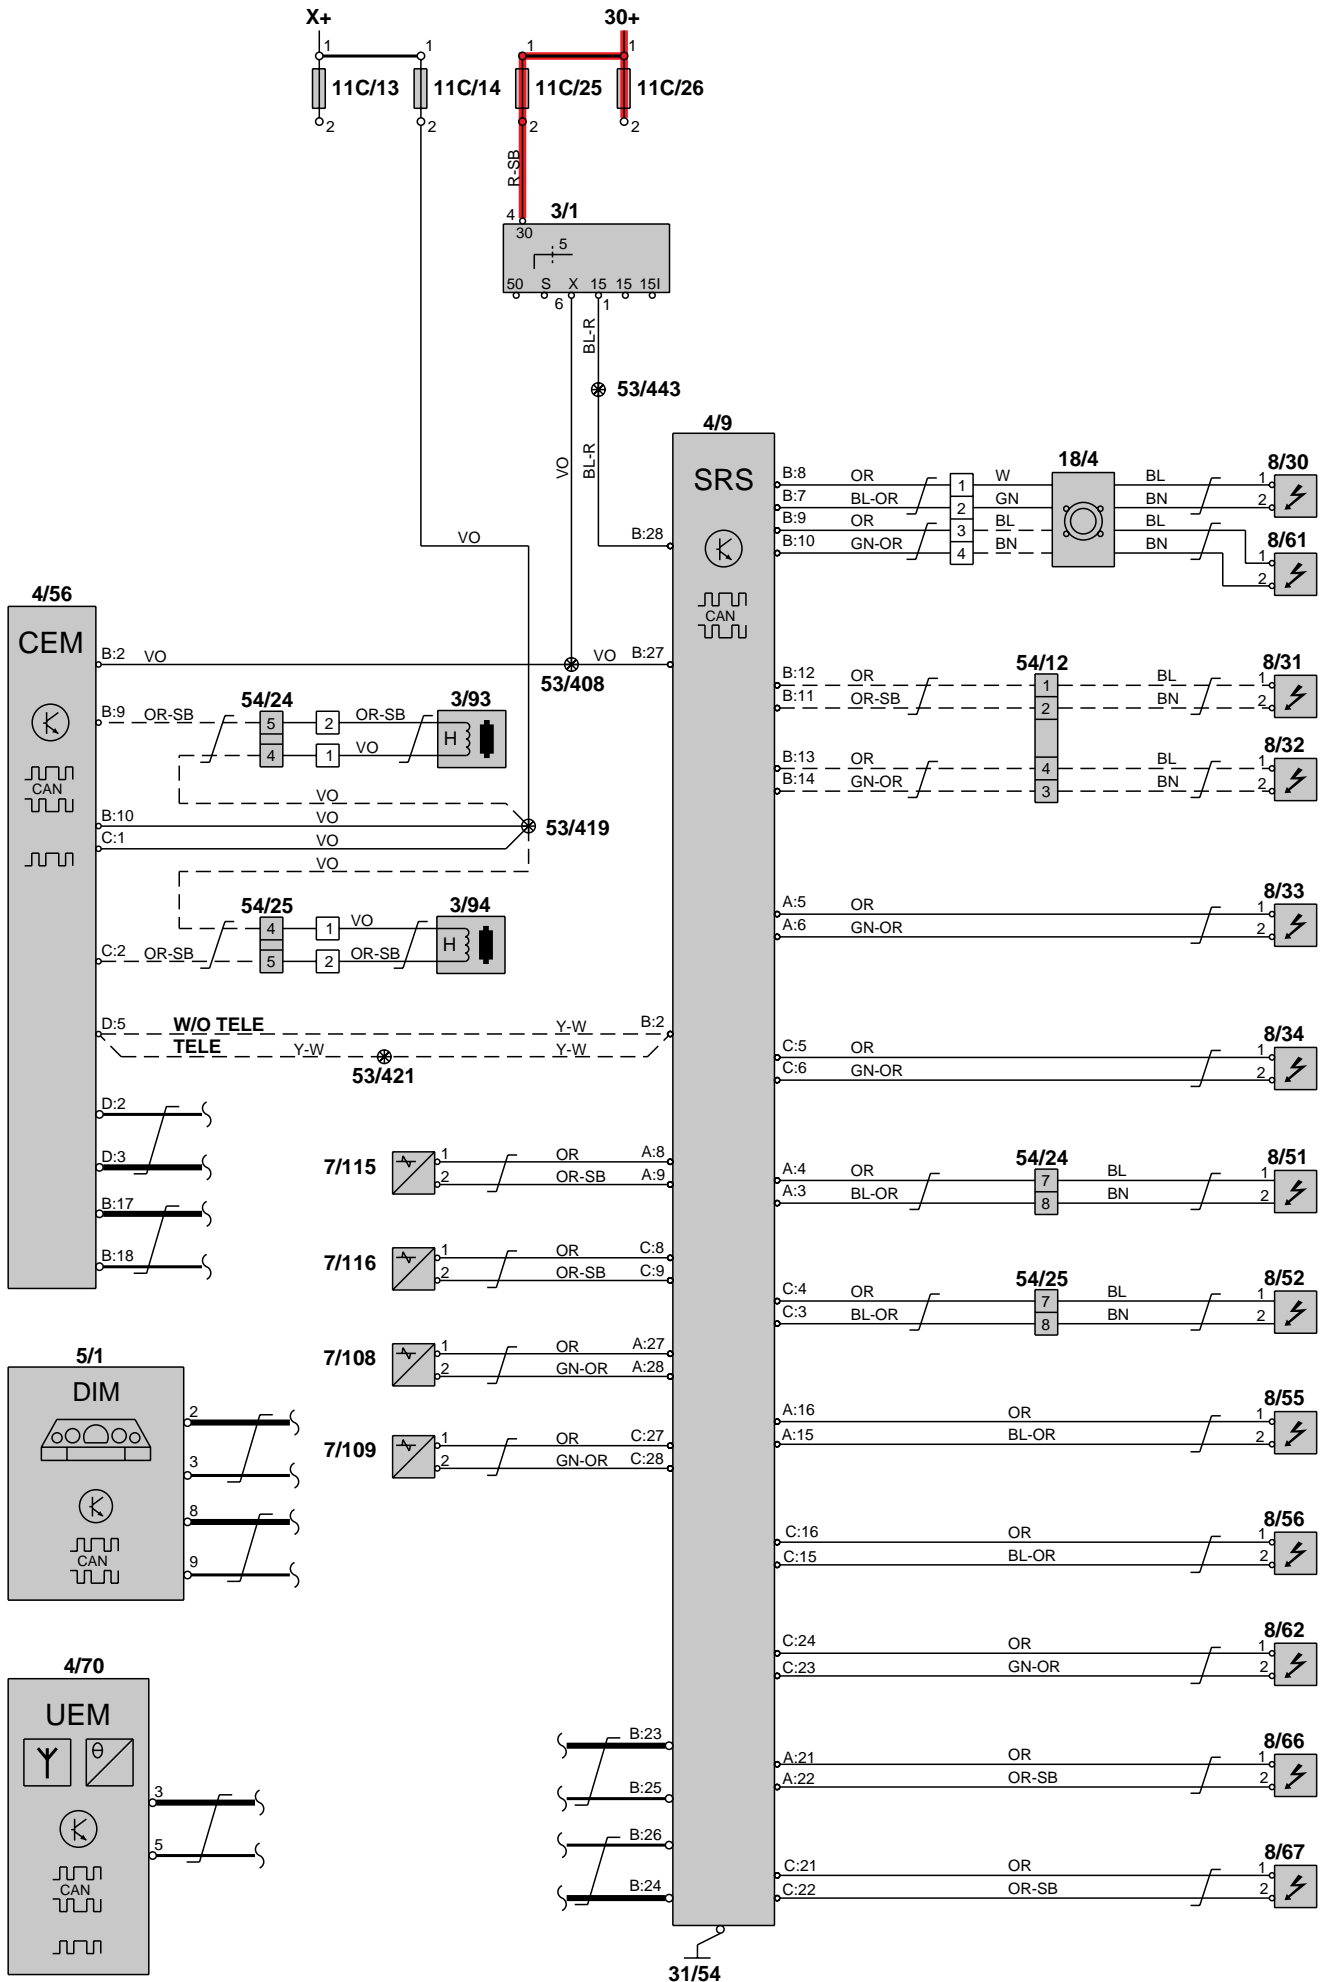 X+ 30+
1 1 1 1
11C/13 11C/14 11C/25 11C/26
2 2 2 2
R-SB
4 3/1
30
5
50 S X 15 15 15I
6 1
BL-R
53/443
VO BL-R
4/9
SRS
CAN
B:28
VO
B:8 OR 1 W 18/4 BL 1 8/30
B:7 BL-OR 2 GN BN 2
B:9 OR 3 BL BL 8/61
B:10 GN-OR 4 BN BN 1
2
4/56
CEM
CAN
B:2 VO VO B:27
53/408
B:9 OR-SB 54/24 5 2 OR-SB 3/93
4 1 VO H
VO
B:10 VO
C:1 VO 53/419
VO
54/25 4 1 VO 3/94
C:2 OR-SB 5 2 OR-SB H
D:5 W/O TELE Y-W B:2
TELE Y-W Y-W
53/421
D:2
D:3
B:17
B:18
B:12 OR 54/12 1 BL 1 8/31
B:11 OR-SB 2 BN 2
B:13 OR 4 BL 1 8/32
B:14 GN-OR 3 BN 2
A:5 OR 1 8/33
A:6 GN-OR 2
C:5 OR 1 8/34
C:6 GN-OR 2
7/115 1 OR A:8
2 OR-SB A:9
7/116 1 OR C:8
2 OR-SB C:9
7/108 1 OR A:27
2 GN-OR A:28
7/109 1 OR C:27
2 GN-OR C:28
A:4 OR 54/24 7 BL 1 8/51
A:3 BL-OR 8 BN 2
C:4 OR 54/25 7 BL 1 8/52
C:3 BL-OR 8 BN 2
A:16 OR 1 8/55
A:15 BL-OR 2
C:16 OR 1 8/56
C:15 BL-OR 2
C:24 OR 1 8/62
C:23 GN-OR 2
A:21 OR 1 8/66
A:22 OR-SB 2
C:21 OR 1 8/67
C:22 OR-SB 2
5/1
DIM
CAN
2
3
8
9
4/70
UEM
θ
CAN
3
5
B:23
B:25
B:26
B:24
31/54